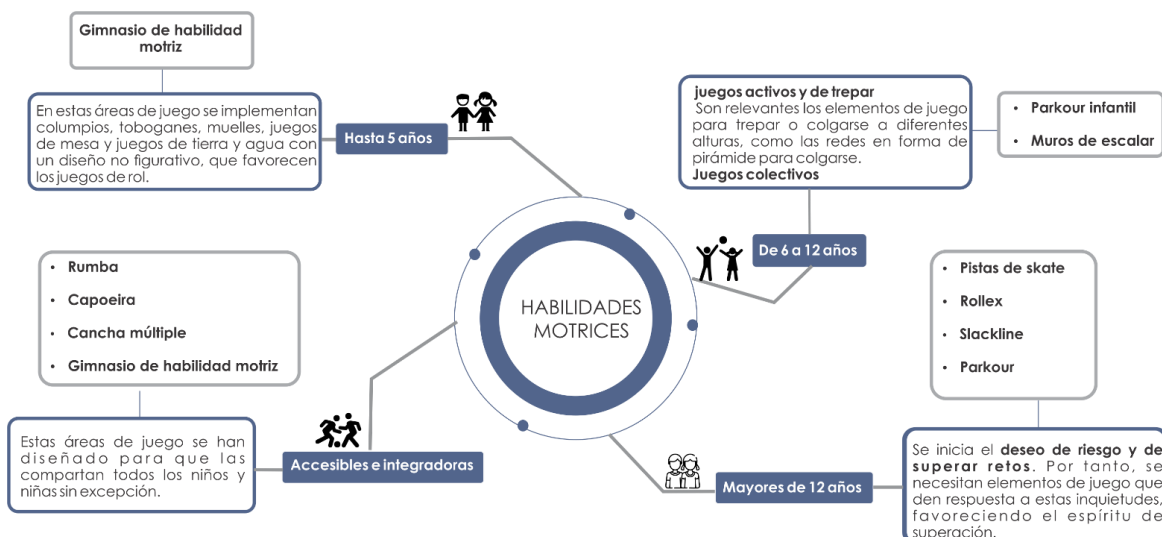 Gimnasio de habilidad
motriz
En estas áreas de juego se implementan
columpios, toboganes, muelles, juegos
de mesa y juegos de tierra y agua con
un diseño no figurativo, que favorecen
los juegos de rol.
Hasta 5 años
juegos activos y de trepar
Son relevantes los elementos de juego
para trepar o colgarse a diferentes
alturas, como las redes en forma de
pirámide para colgarse.
Juegos colectivos
• Parkour infantil
• Muros de escalar
De 6 a 12 años
HABILIDADES
MOTRICES
• Rumba
• Capoeira
• Cancha múltiple
• Gimnasio de habilidad motriz
Estas áreas de juego se han
diseñado para que las
compartan todos los niños y
niñas sin excepción.
Accesibles e integradoras
• Pistas de skate
• Rollex
• Slackline
• Parkour
Mayores de 12 años
Se inicia el deseo de riesgo y de
superar retos. Por tanto, se
necesitan elementos de juego que
den respuesta a estas inquietudes,
favoreciendo el espíritu de
superación.